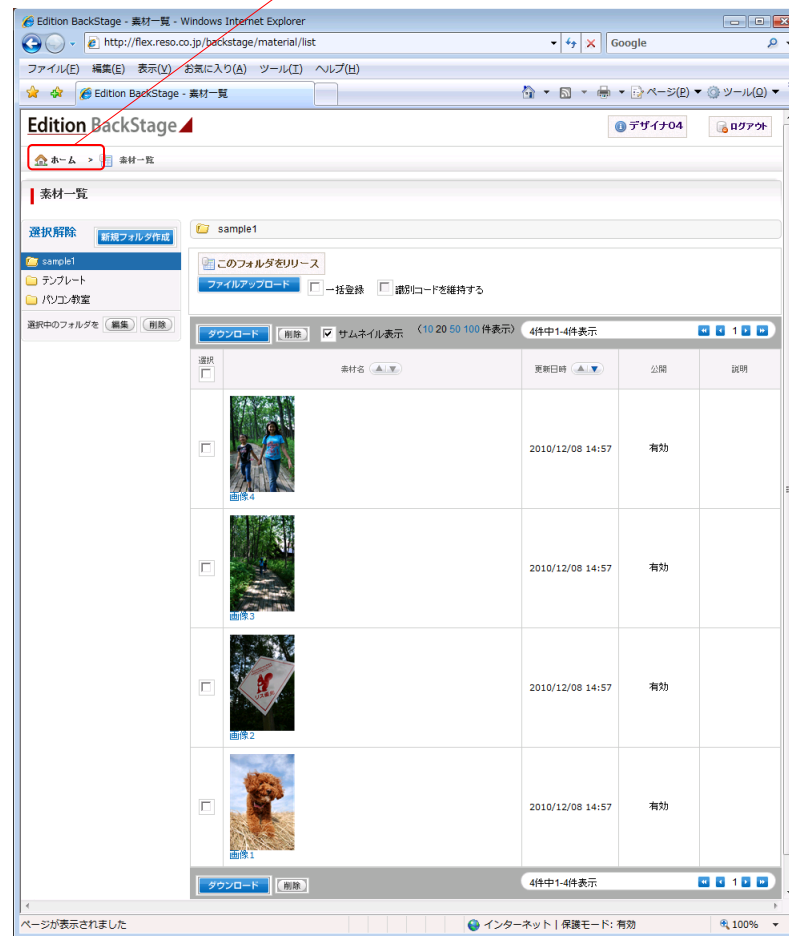 Edition BackStage - 素材一覧 - Windows Internet Explorer
http://flex.reso.co.jp/backstage/material/list
Google
ファイル(F) 編集(E) 表示(V) お気に入り(A) ツール(T) ヘルプ(H)
Edition BackStage - 素材一覧
ページ(P) ツール(O)
Edition BackStage
デザイナ04 ログアウト
ホーム > 素材一覧
素材一覧
選択解除 新規フォルダ作成
sample1
テンプレート
パソコン教室
選択中のフォルダを 編集 削除
sample1
このフォルダをリリース
ファイルアップロード 一括登録 識別コードを維持する
ダウンロード 削除 サムネイル表示 (10 20 50 100 件表示) 4件中1-4件表示 1
選択 素材名 ▲ ▼ 更新日時 ▲ ▼ 公開 説明
画像4 2010/12/08 14:57 有効
画像3 2010/12/08 14:57 有効
画像2 2010/12/08 14:57 有効
画像1 2010/12/08 14:57 有効
ダウンロード 削除 4件中1-4件表示 1
ページが表示されました インターネット | 保護モード: 有効 100%